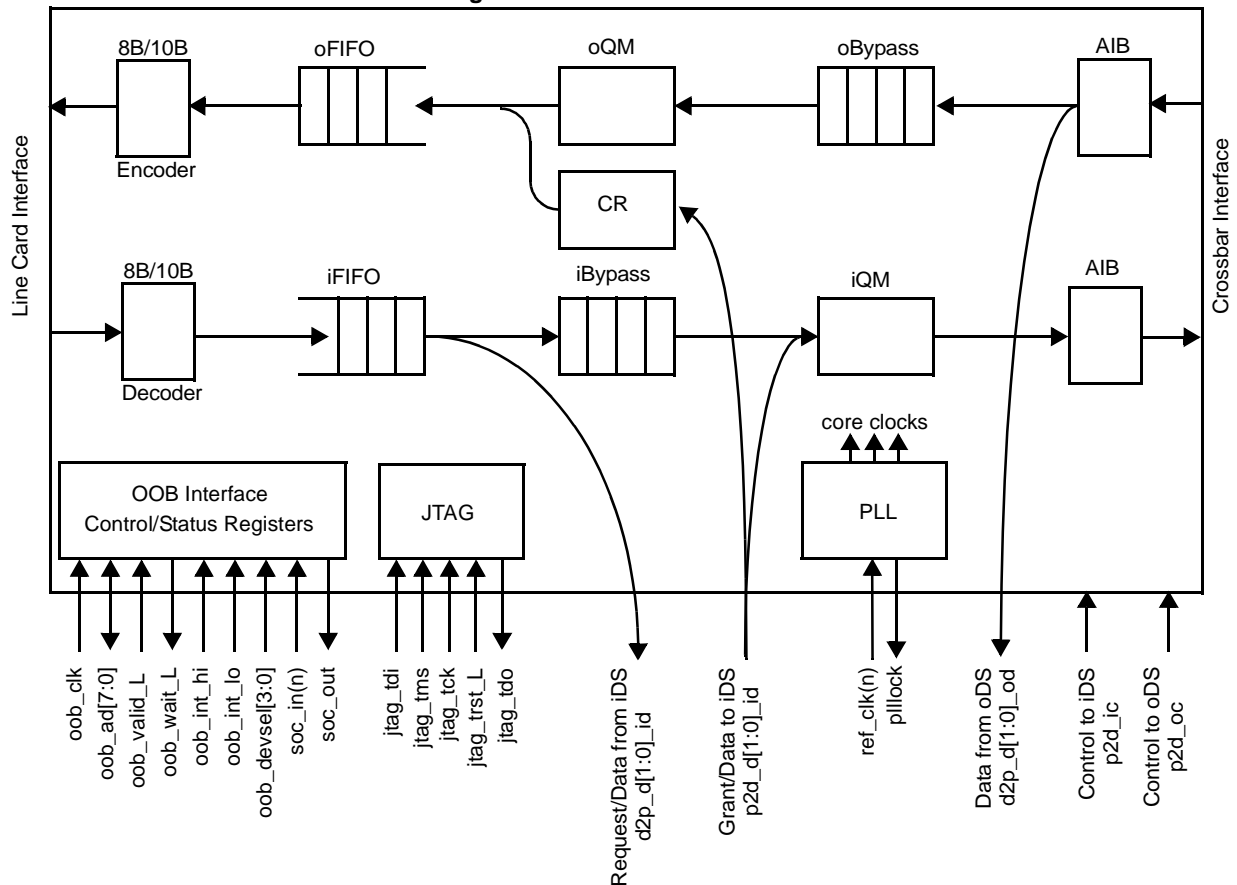 8B/10B
oFIFO
oQM
oBypass
AIB
Encoder
CR
Line Card Interface
Crossbar Interface
8B/10B
iFIFO
iBypass
iQM
AIB
Decoder
core clocks
OOB Interface
Control/Status Registers
JTAG
PLL
oob_clk
oob_ad[7:0]
oob_valid_L
oob_wait_L
oob_int_hi
oob_int_lo
oob_devsel[3:0]
soc_in(n)
soc_out
jtag_tdi
jtag_tms
jtag_tck
jtag_trst_L
jtag_tdo
Request/Data from iDS
d2p_d[1:0]_id
Grant/Data to iDS
p2d_d[1:0]_id
ref_clk(n)
plllock
Data from oDS
d2p_d[1:0]_od
Control to iDS
p2d_ic
Control to oDS
p2d_oc